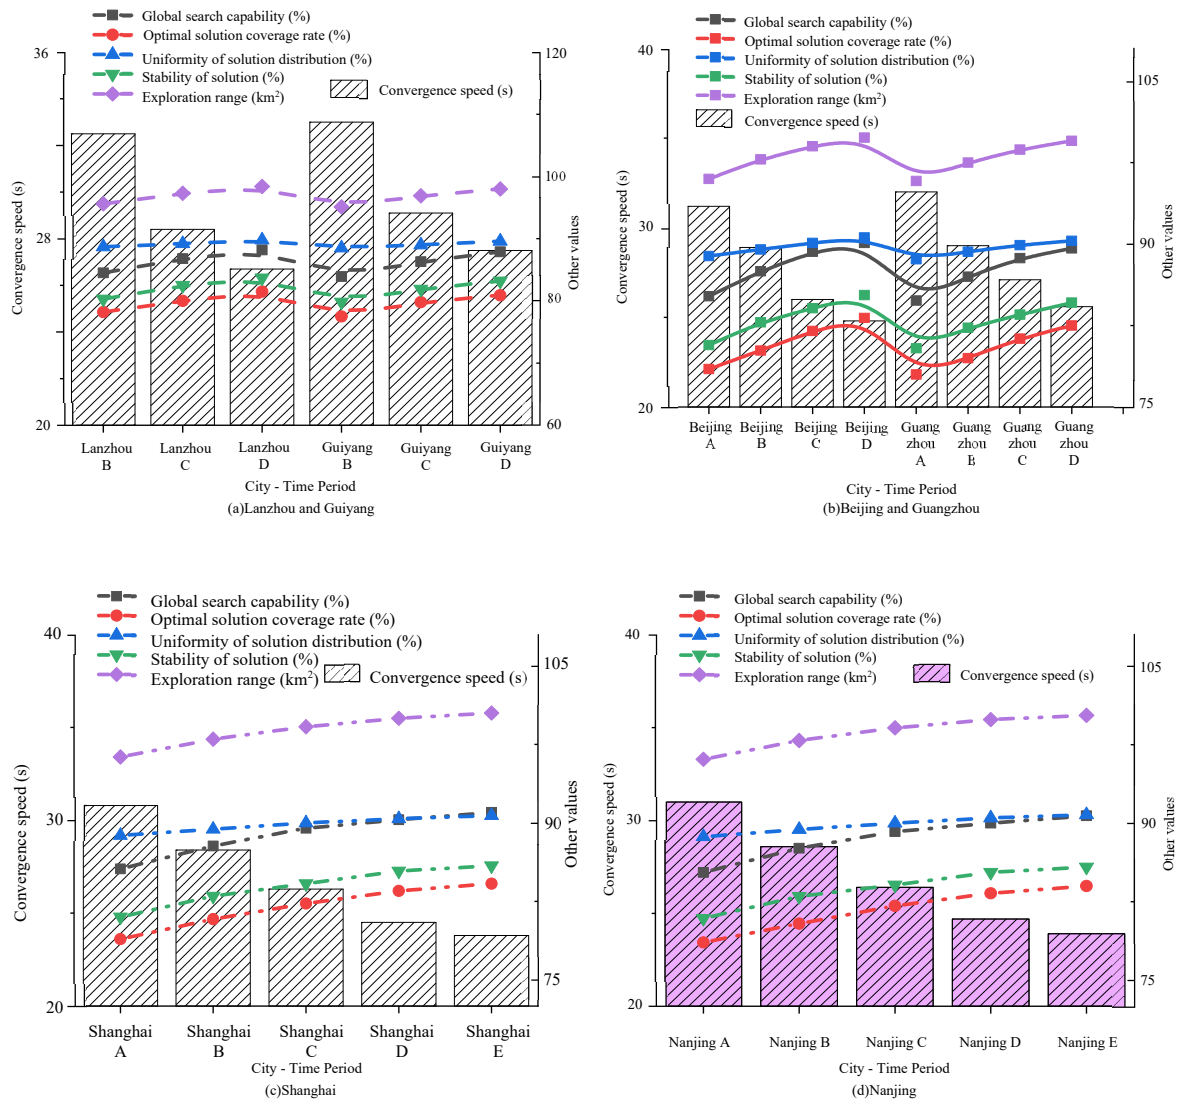 Global search capability (%)
Optimal solution coverage rate (%)
Uniformity of solution distribution (%)
Stability of solution (%)
Exploration range (km²)
Convergence speed (s)
36
28
20
120
100
80
60
Convergence speed (s)
Other values
Lanzhou B
Lanzhou C
Lanzhou D
Guiyang B
Guiyang C
Guiyang D
City - Time Period
(a)Lanzhou and Guiyang
Global search capability (%)
Optimal solution coverage rate (%)
Uniformity of solution distribution (%)
Stability of solution (%)
Exploration range (km²)
Convergence speed (s)
40
30
20
105
90
75
Convergence speed (s)
Other values
Beijing A
Beijing B
Beijing C
Beijing D
Guang zhou A
Guang zhou B
Guang zhou C
Guang zhou D
City - Time Period
(b)Beijing and Guangzhou
Global search capability (%)
Optimal solution coverage rate (%)
Uniformity of solution distribution (%)
Stability of solution (%)
Exploration range (km²)
Convergence speed (s)
40
30
20
105
90
75
Convergence speed (s)
Other values
Shanghai A
Shanghai B
Shanghai C
Shanghai D
Shanghai E
City - Time Period
(c)Shanghai
Global search capability (%)
Optimal solution coverage rate (%)
Uniformity of solution distribution (%)
Stability of solution (%)
Exploration range (km²)
Convergence speed (s)
40
30
20
105
90
75
Convergence speed (s)
Other values
Nanjing A
Nanjing B
Nanjing C
Nanjing D
Nanjing E
City - Time Period
(d)Nanjing